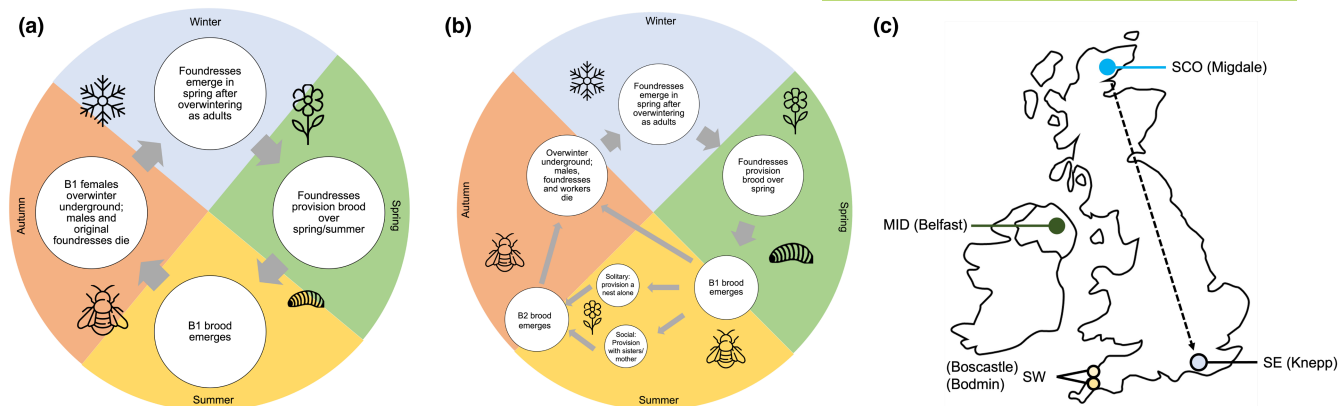 (a)
Winter
Foundresses
emerge in
spring after
overwintering
as adults
Spring
Foundresses
provision brood
over
spring/summer
Summer
B1 brood
emerges
Autumn
B1 females
overwinter
underground;
males and
original
foundresses die
(b)
Winter
Foundresses
emerge in
spring after
overwintering
as adults
Spring
Foundresses
provision
brood over
spring
B1 brood
emerges
Solitary:
provision a
nest alone
Social:
Provision
with sisters/
mother
Summer
B2 brood
emerges
Autumn
Overwinter
underground;
males,
foundresses
and workers
die
(c)
SCO (Migdale)
MID (Belfast)
(Boscastle)
(Bodmin)
SW
SE (Knepp)